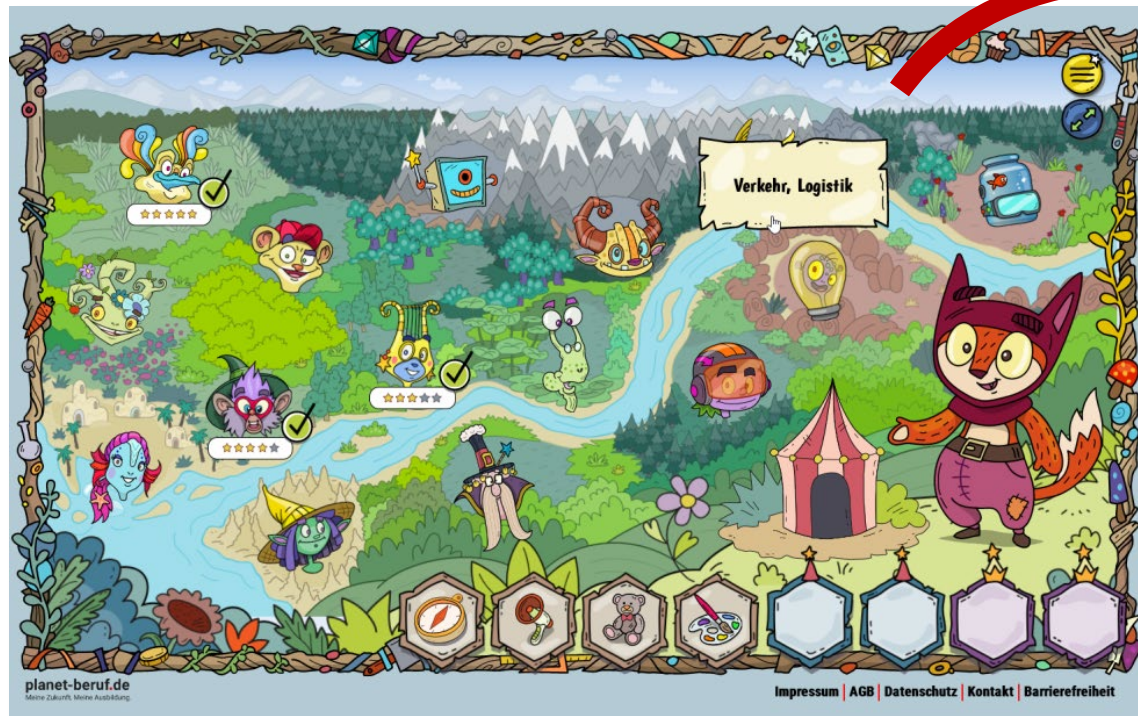 Verkehr, Logistik
planet-beruf.de
Meine Zukunft. Meine Ausbildung.
Impressum | AGB | Datenschutz | Kontakt | Barrierefreiheit